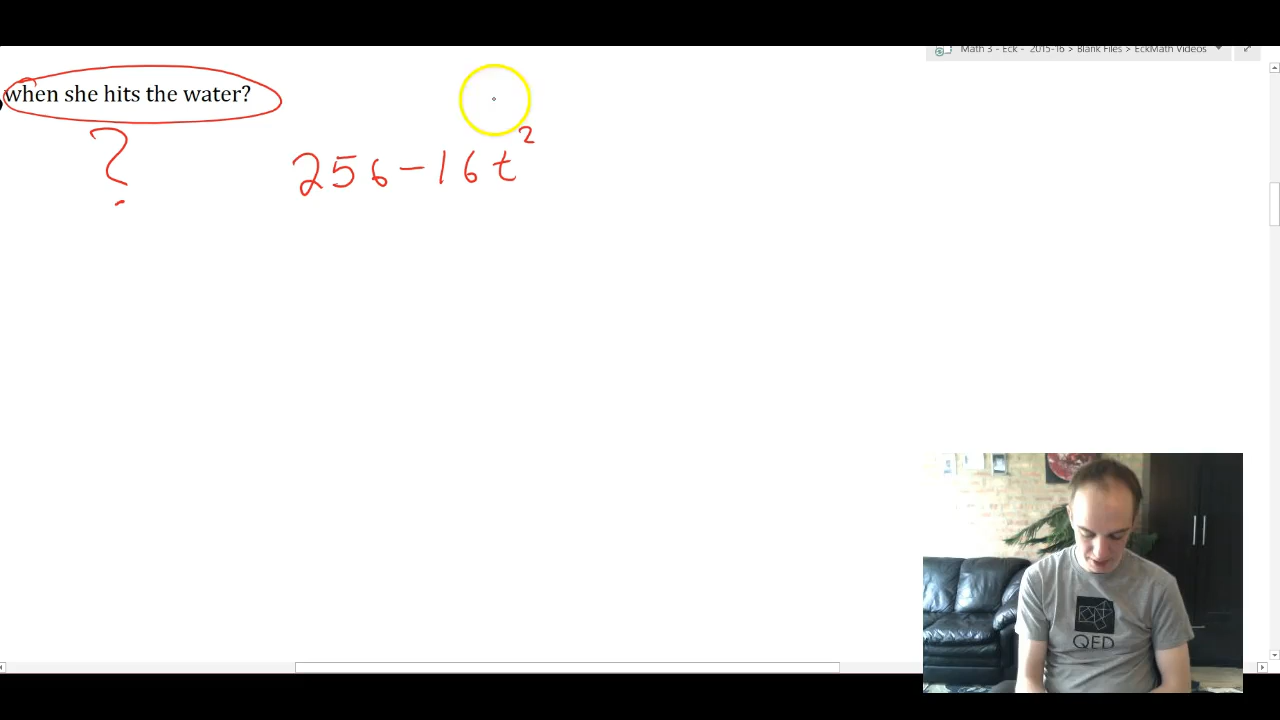 Math 3 - Eck - 2015-16 > Blank Files > EckMath Videos
when she hits the water?
?
256-16t²
QED